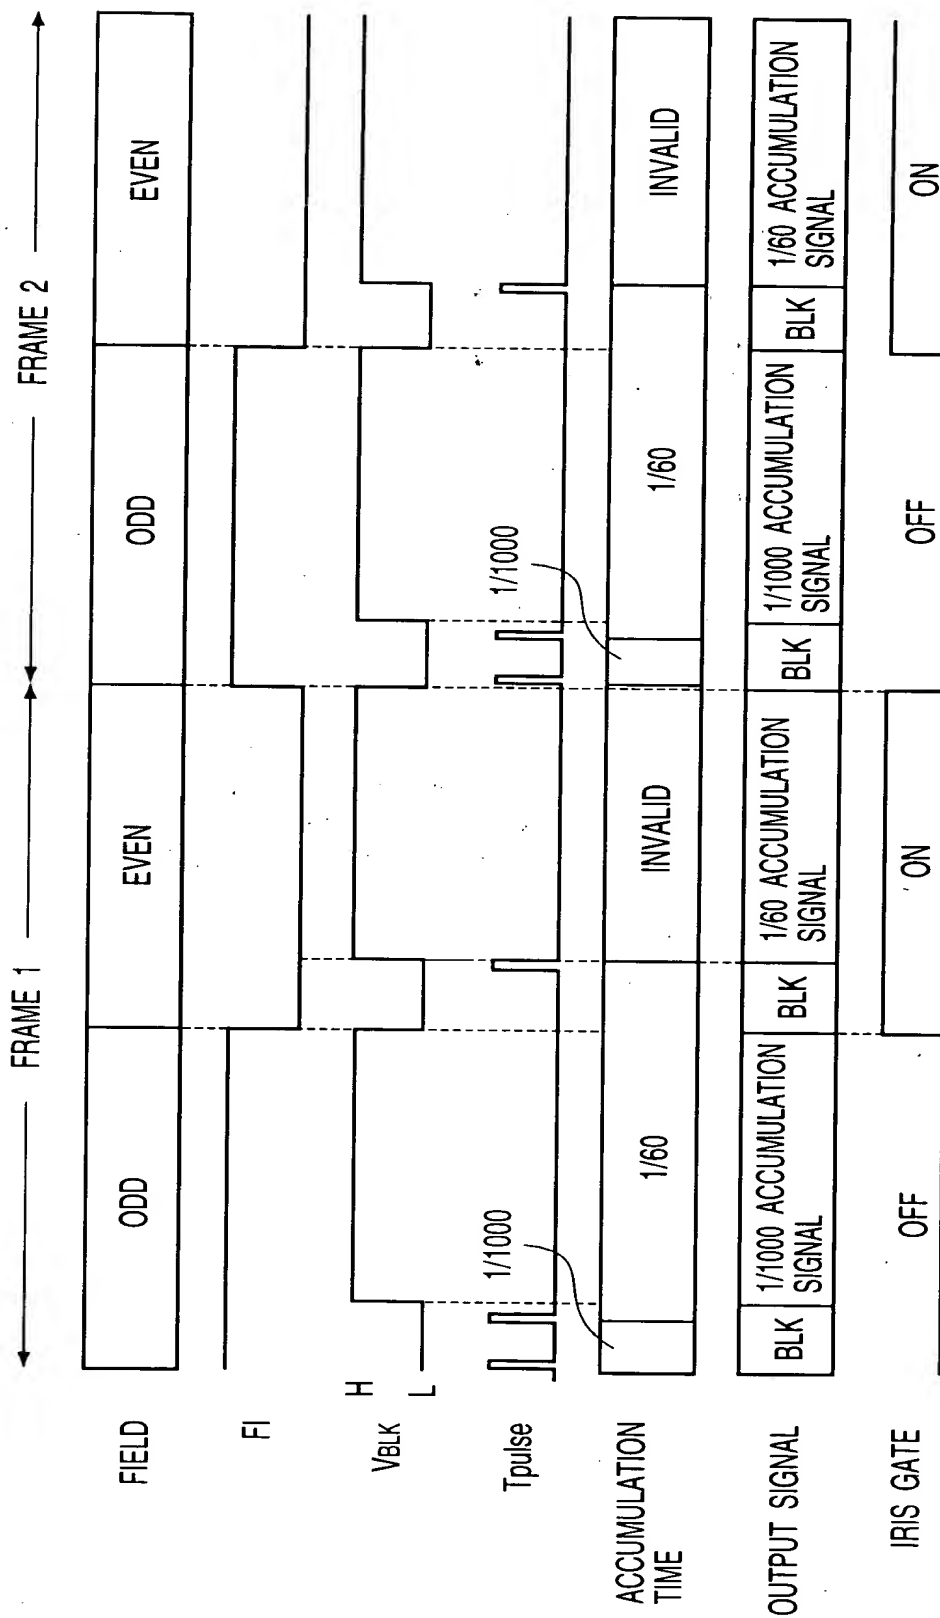 FRAME 1 FRAME 2
FIELD ODD EVEN ODD EVEN
FI
VBLK H
L
Tpulse 1/1000 1/1000
ACCUMULATION
TIME
1/60 INVALID 1/60 INVALID
OUTPUT SIGNAL
BLK
1/1000 ACCUMULATION
SIGNAL
BLK
1/60 ACCUMULATION
SIGNAL
BLK
1/1000 ACCUMULATION
SIGNAL
BLK
1/60 ACCUMULATION
SIGNAL
IRIS GATE OFF ON OFF ON